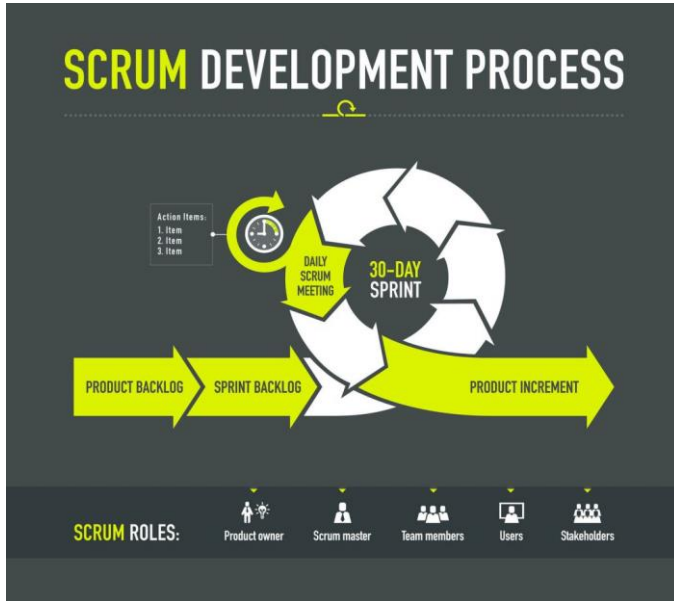 SCRUM DEVELOPMENT PROCESS
Action Items:
1. Item
2. Item
3. Item
DAILY
SCRUM
MEETING
30-DAY
SPRINT
PRODUCT BACKLOG
SPRINT BACKLOG
PRODUCT INCREMENT
SCRUM ROLES:
Product owner
Scrum master
Team members
Users
Stakeholders